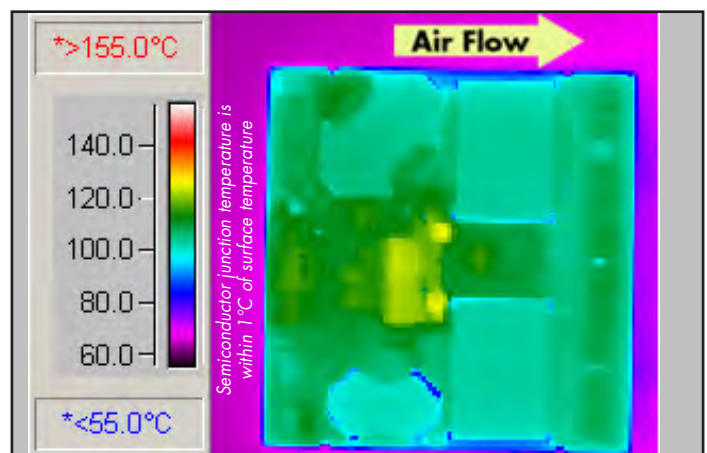 *>155.0°C
Air Flow
140.0
120.0
100.0
80.0
60.0
*<55.0°C
Semiconductor junction temperature is
within 1°C of surface temperature